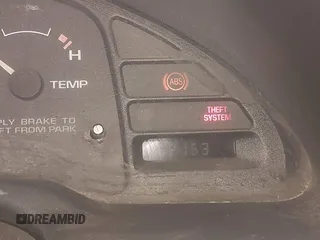 H
TEMP
ABS
THEFT
SYSTEM
PLY BRAKE TO
FT FROM PARK
DREAMBID